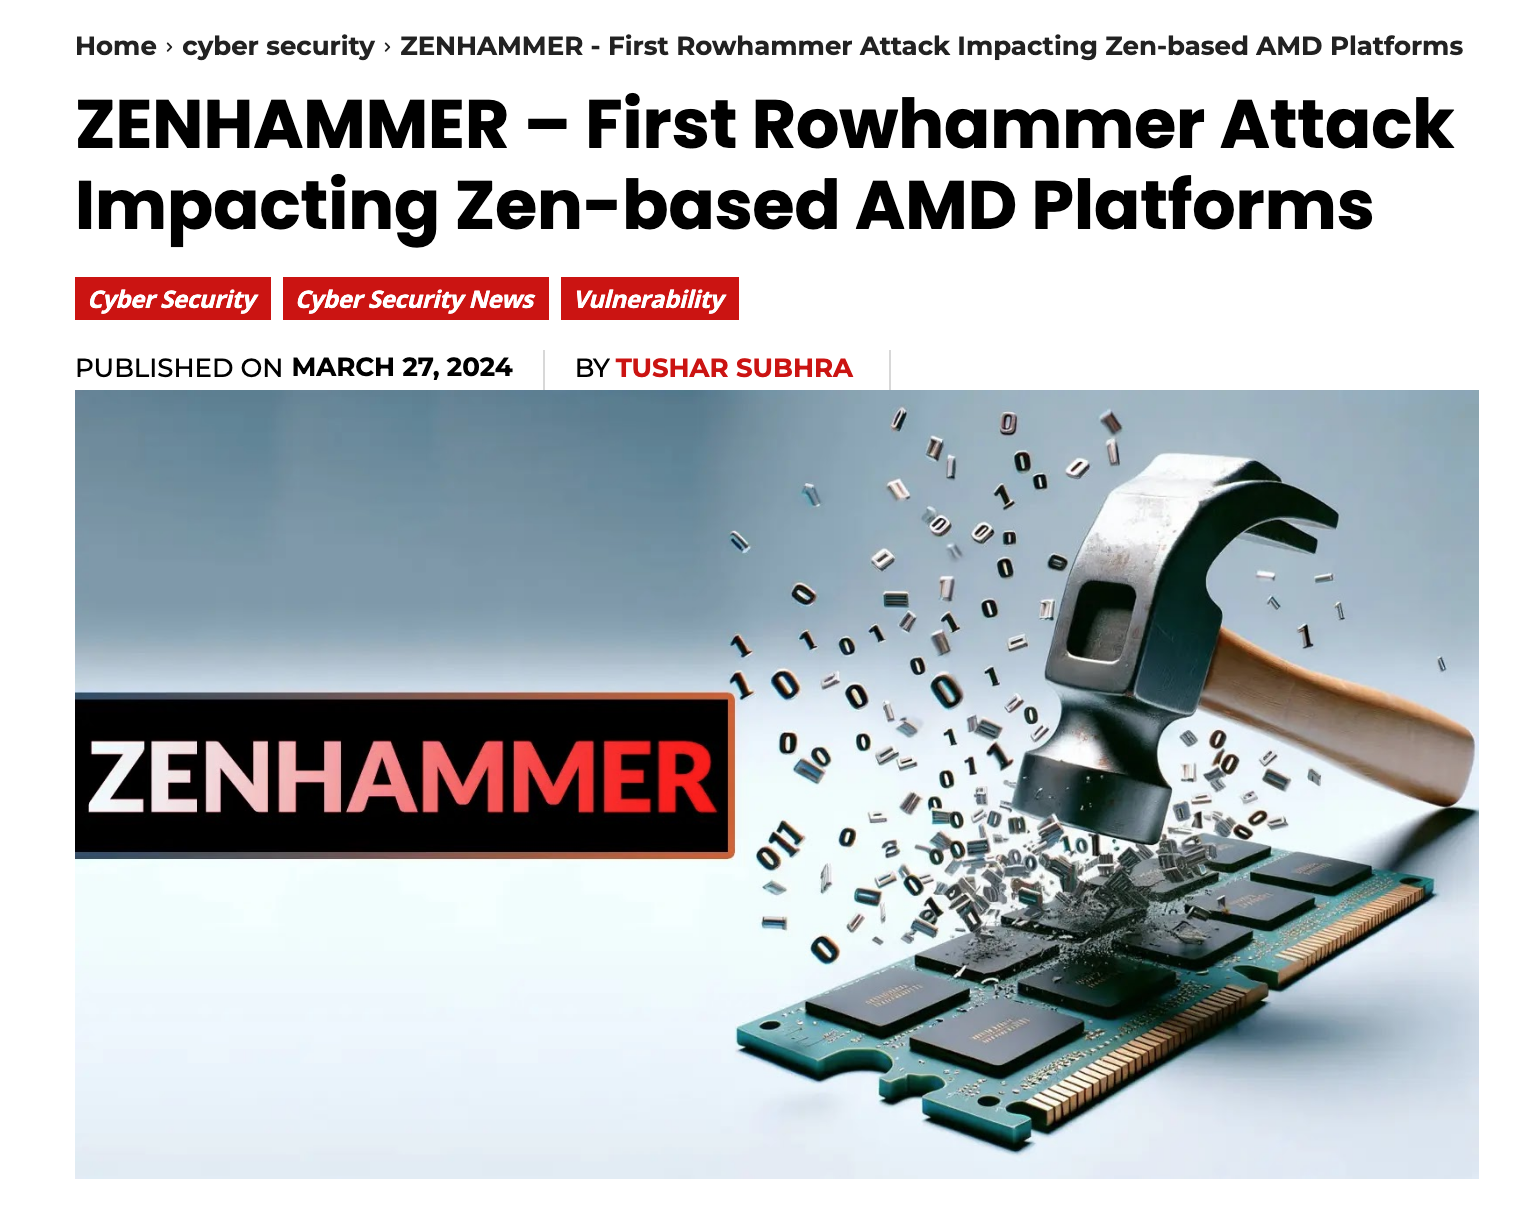 Home › cyber security › ZENHAMMER - First Rowhammer Attack Impacting Zen-based AMD Platforms
ZENHAMMER – First Rowhammer Attack
Impacting Zen-based AMD Platforms
Cyber Security Cyber Security News Vulnerability
PUBLISHED ON MARCH 27, 2024 BY TUSHAR SUBHRA
ZENHAMMER